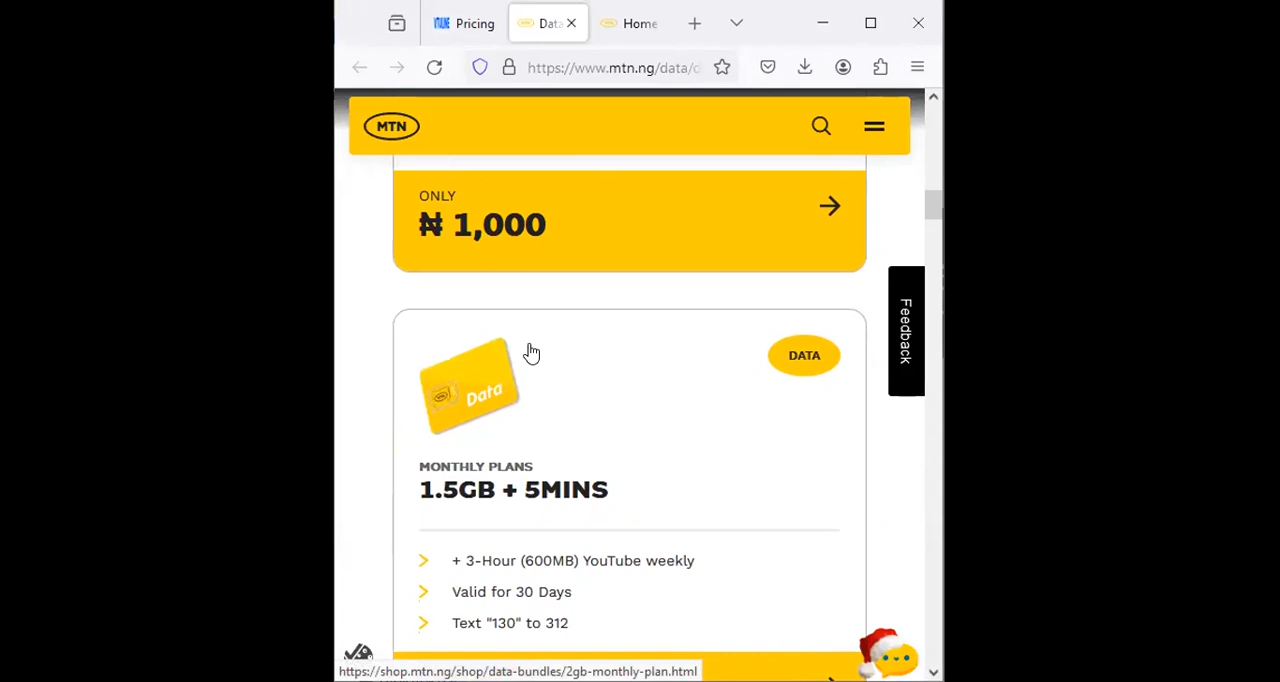 Pricing
Data
Home
https://www.mtn.ng/data/d
MTN
ONLY
₦ 1,000
Feedback
DATA
Data
MONTHLY PLANS
1.5GB + 5MINS
+ 3-Hour (600MB) YouTube weekly
Valid for 30 Days
Text "130" to 312
https://shop.mtn.ng/shop/data-bundles/2gb-monthly-plan.html